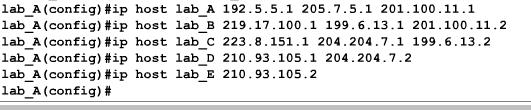 lab_A(config)#ip host lab_A 192.5.5.1 205.7.5.1 201.100.11.1
lab_A(config)#ip host lab_B 219.17.100.1 199.6.13.1 201.100.11.2
lab_A(config)#ip host lab_C 223.8.151.1 204.204.7.1 199.6.13.2
lab_A(config)#ip host lab_D 210.93.105.1 204.204.7.2
lab_A(config)#ip host lab_E 210.93.105.2
lab_A(config)#